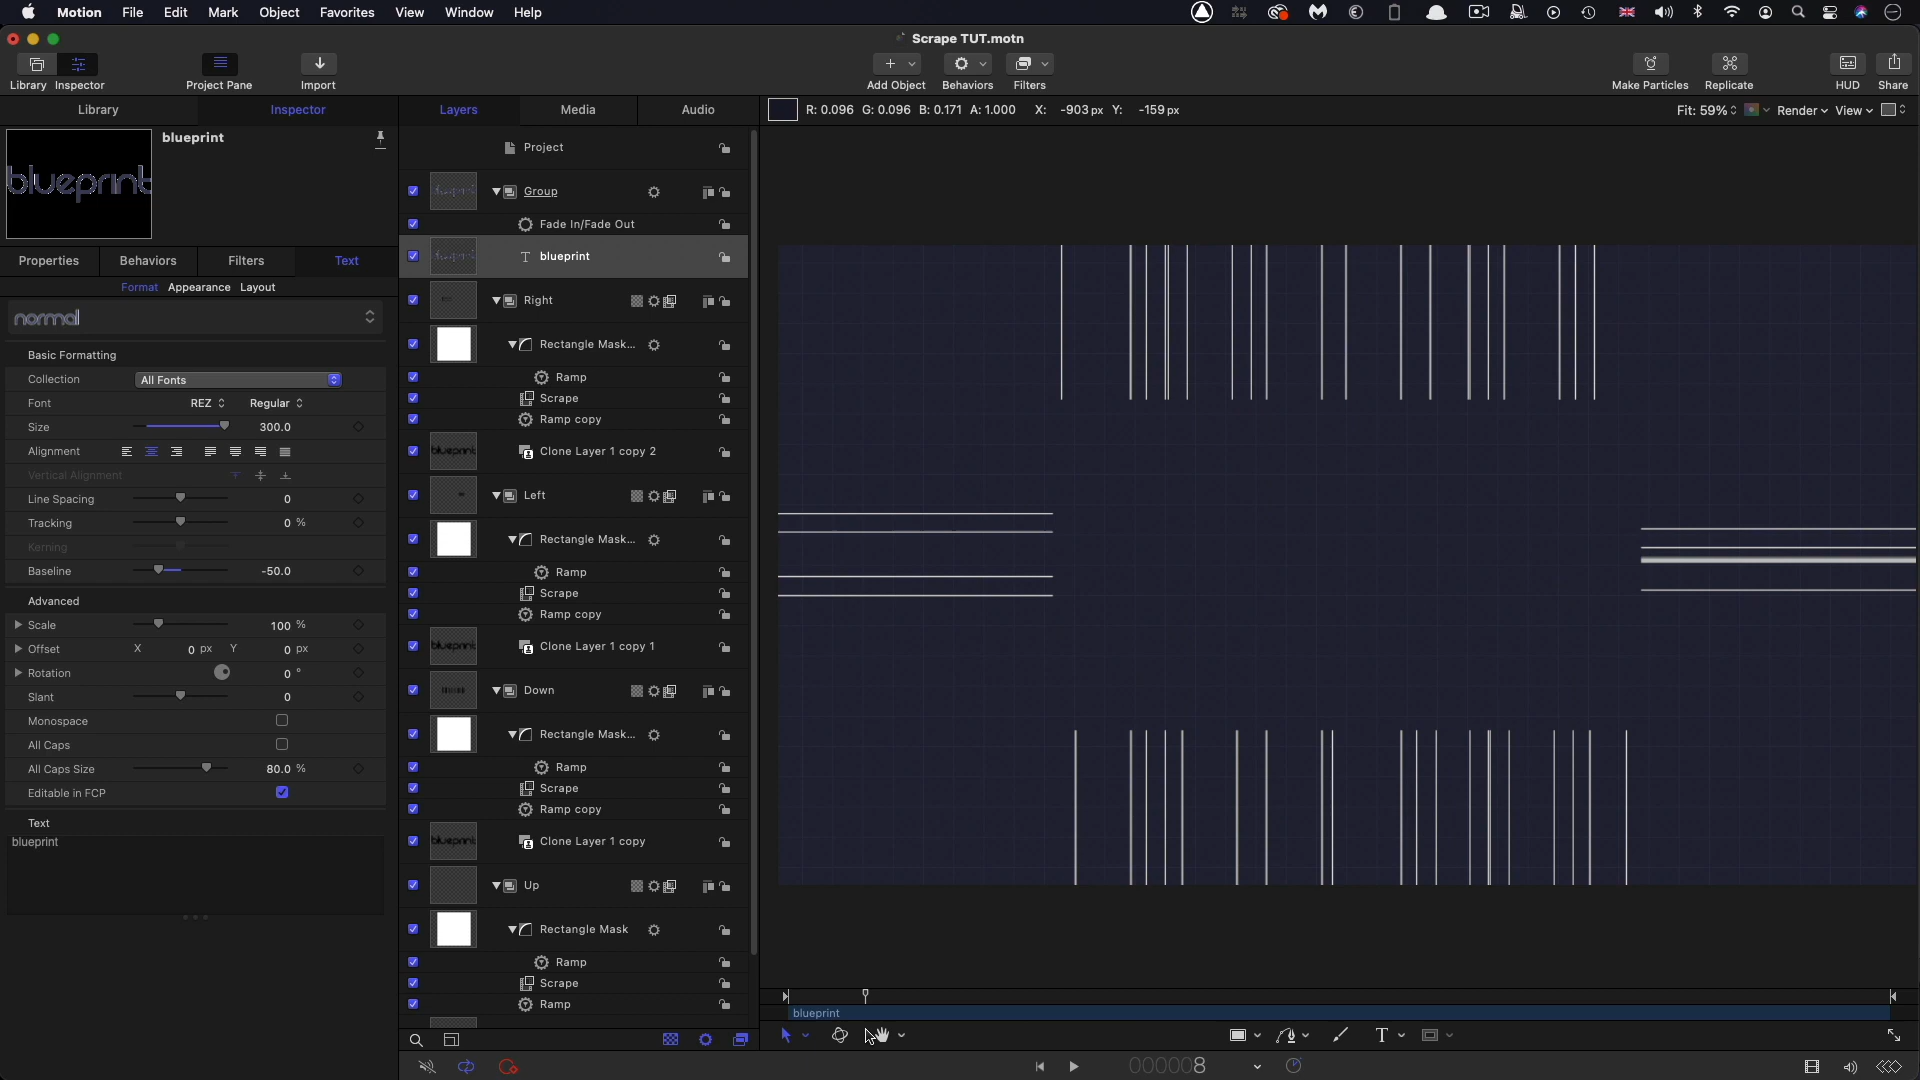 Motion File Edit Mark Object Favorites View Window Help
Scrape TUT.motn
Library Inspector Project Pane Import Add Object Behaviors Filters Make Particles Replicate HUD Share
Library Inspector Layers Media Audio R: 0.096 G: 0.096 B: 0.171 A: 1.000 X: -903 px Y: -159 px Fit: 59% Render View
blueprint
blueprint
Properties Behaviors Filters Text
Format Appearance Layout
normal
Basic Formatting
Collection All Fonts
Font REZ Regular
Size 300.0
Alignment
Vertical Alignment
Line Spacing 0
Tracking 0 %
Kerning
Baseline -50.0
Advanced
Scale 100 %
Offset X 0 px Y 0 px
Rotation 0 °
Slant 0
Monospace
All Caps
All Caps Size 80.0 %
Editable in FCP
Text
blueprint
Project
Group
Fade In/Fade Out
blueprint
Right
Rectangle Mask...
Ramp
Scrape
Ramp copy
Clone Layer 1 copy 2
Left
Rectangle Mask...
Ramp
Scrape
Ramp copy
Clone Layer 1 copy 1
Down
Rectangle Mask...
Ramp
Scrape
Ramp copy
Clone Layer 1 copy
Up
Rectangle Mask
Ramp
Scrape
Ramp
blueprint
000008